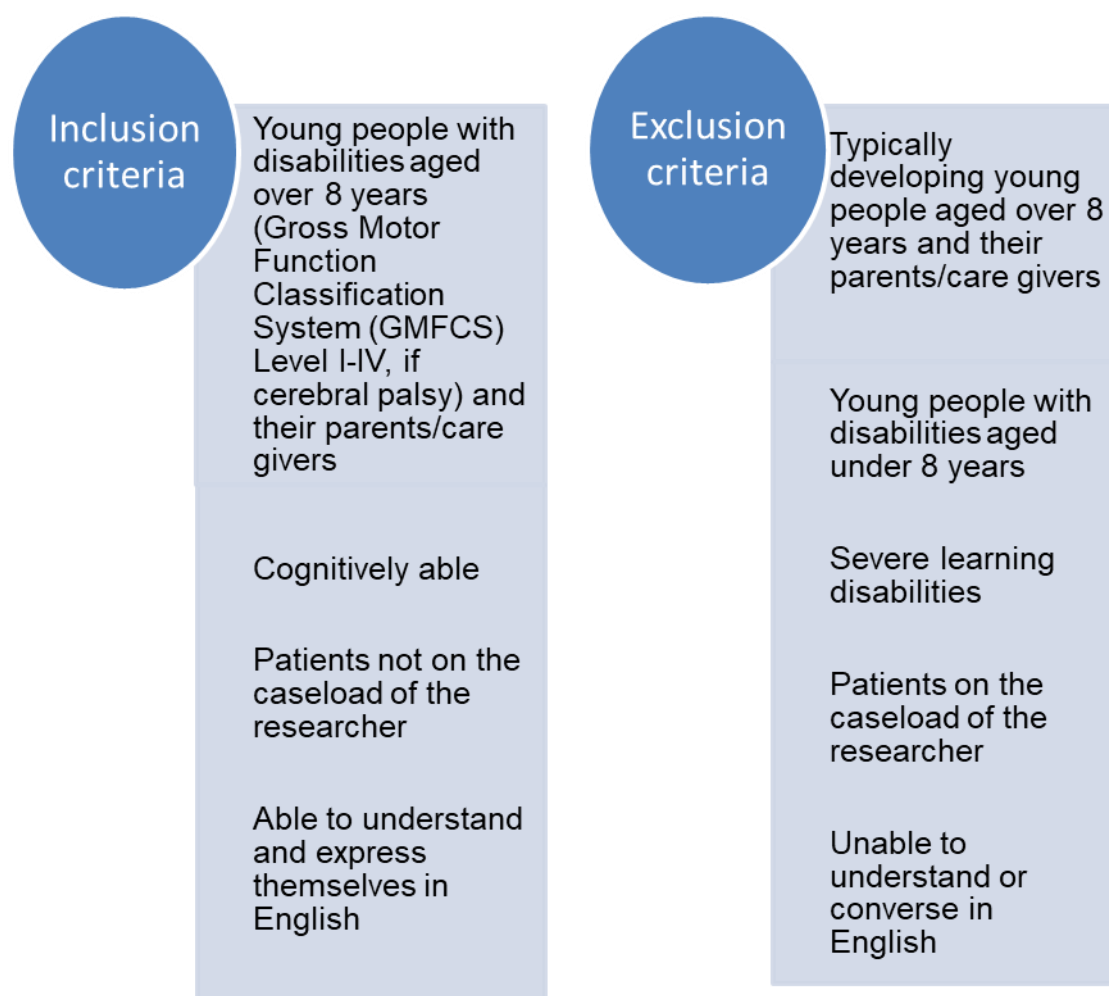 Inclusion
criteria
Young people with
disabilities aged
over 8 years
(Gross Motor
Function
Classification
System (GMFCS)
Level I-IV, if
cerebral palsy) and
their parents/care
givers
Cognitively able
Patients not on the
caseload of the
researcher
Able to understand
and express
themselves in
English
Exclusion
criteria
Typically
developing young
people aged over 8
years and their
parents/care givers
Young people with
disabilities aged
under 8 years
Severe learning
disabilities
Patients on the
caseload of the
researcher
Unable to
understand or
converse in
English